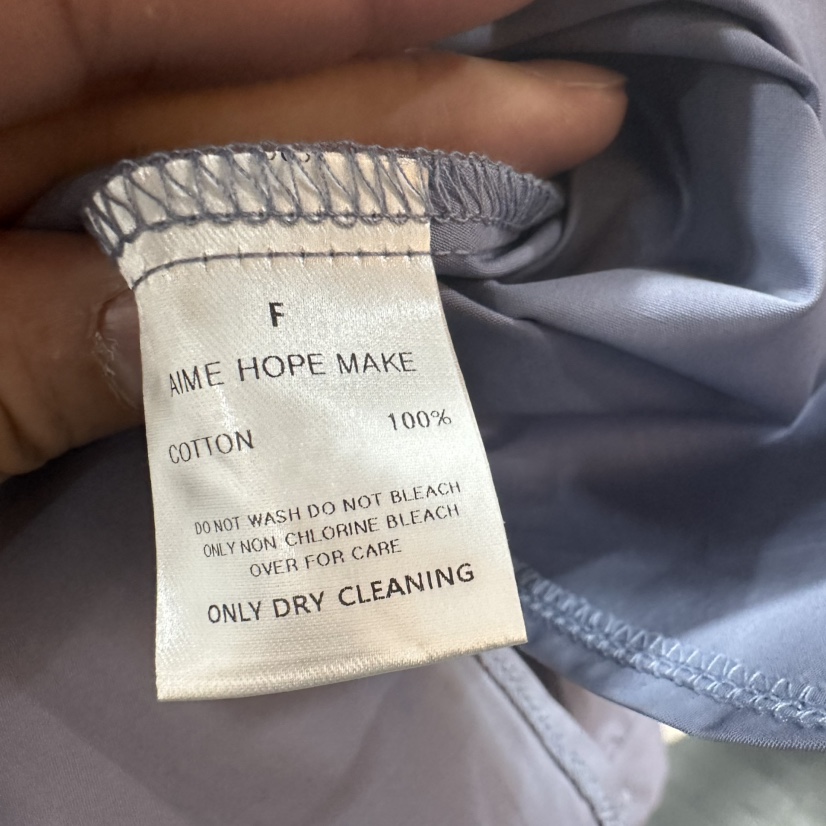 F
AIME HOPE MAKE
100%
COTTON
DO NOT WASH DO NOT BLEACH
ONLY NON CHLORINE BLEACH
OVER FOR CARE
ONLY DRY CLEANING